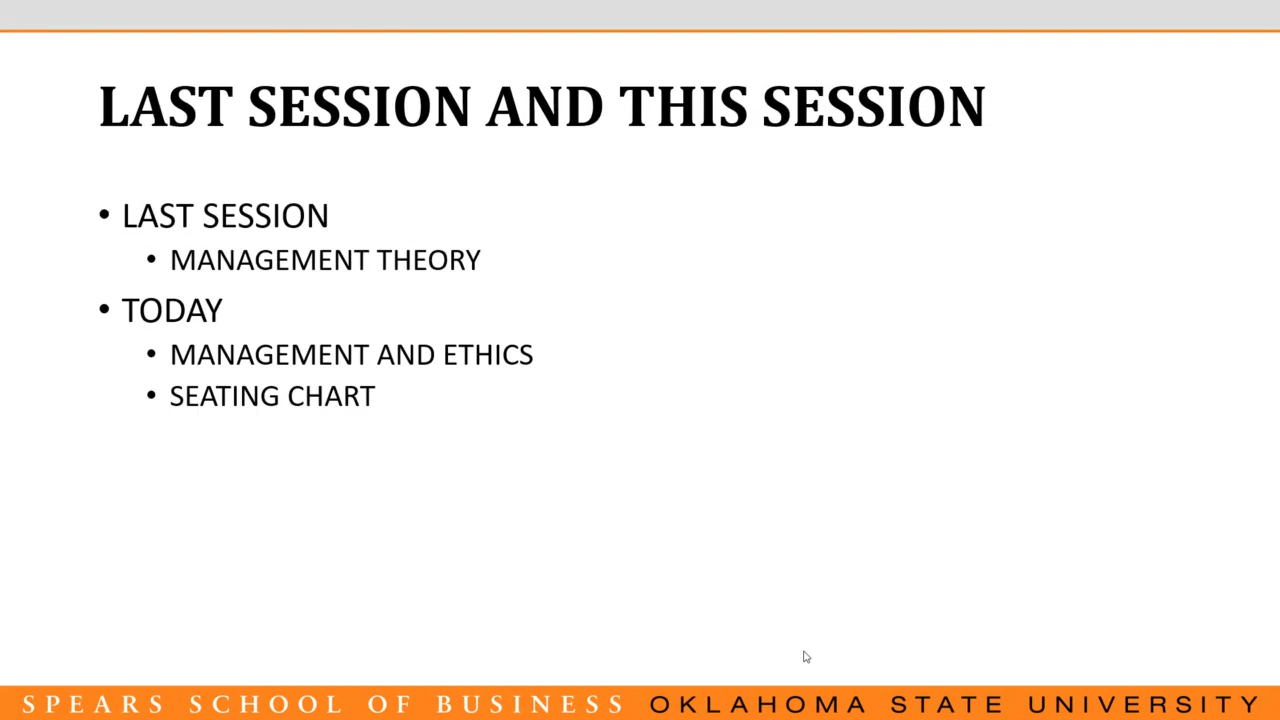 LAST SESSION AND THIS SESSION
• LAST SESSION
• MANAGEMENT THEORY
• TODAY
• MANAGEMENT AND ETHICS
• SEATING CHART
SPEARS SCHOOL OF BUSINESS OKLAHOMA STATE UNIVERSITY